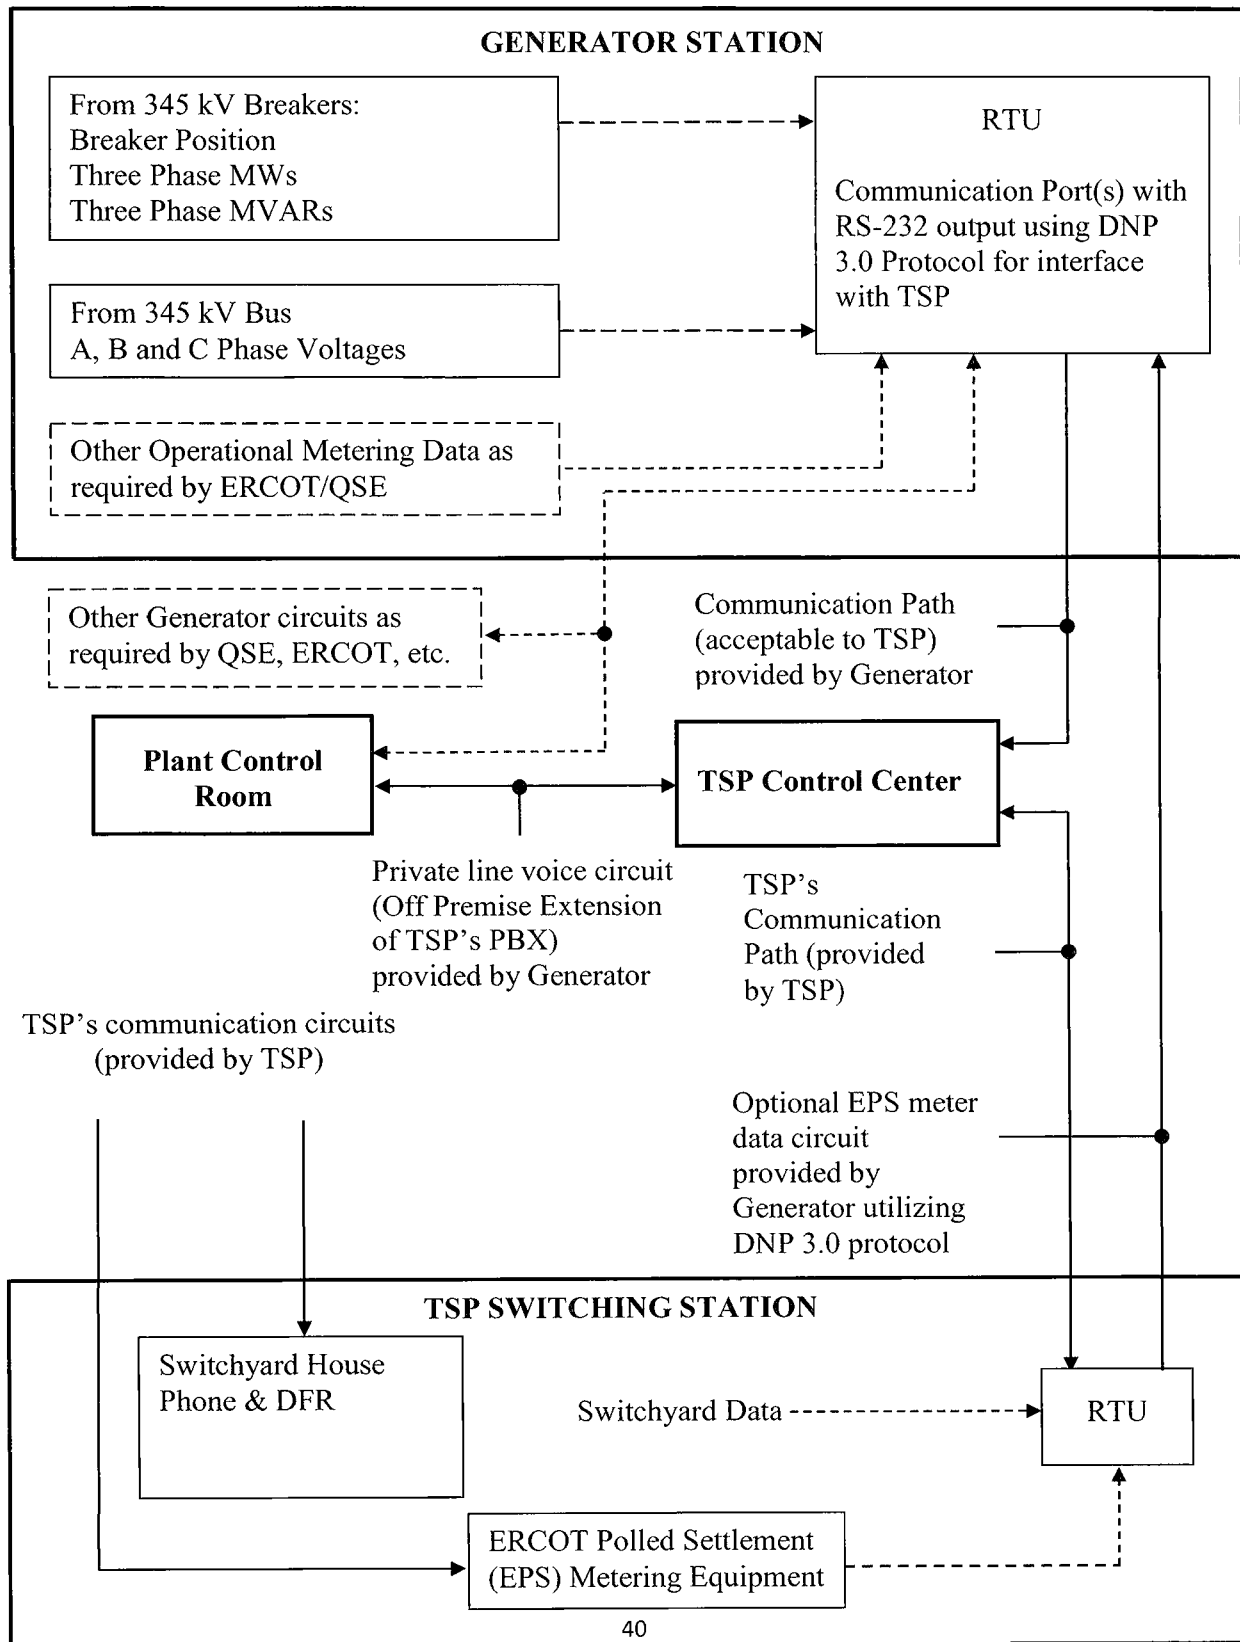 GENERATOR STATION
From 345 kV Breakers:
Breaker Position
Three Phase MWs
Three Phase MVARs
RTU
Communication Port(s) with
RS-232 output using DNP
3.0 Protocol for interface
with TSP
From 345 kV Bus
A, B and C Phase Voltages
Other Operational Metering Data as
required by ERCOT/QSE
Other Generator circuits as
required by QSE, ERCOT, etc.
Communication Path
(acceptable to TSP)
provided by Generator
Plant Control
Room
TSP Control Center
Private line voice circuit
(Off Premise Extension
of TSP's PBX)
provided by Generator
TSP's
Communication
Path (provided
by TSP)
TSP's communication circuits
(provided by TSP)
Optional EPS meter
data circuit
provided by
Generator utilizing
DNP 3.0 protocol
TSP SWITCHING STATION
Switchyard House
Phone & DFR
Switchyard Data
RTU
ERCOT Polled Settlement
(EPS) Metering Equipment
40